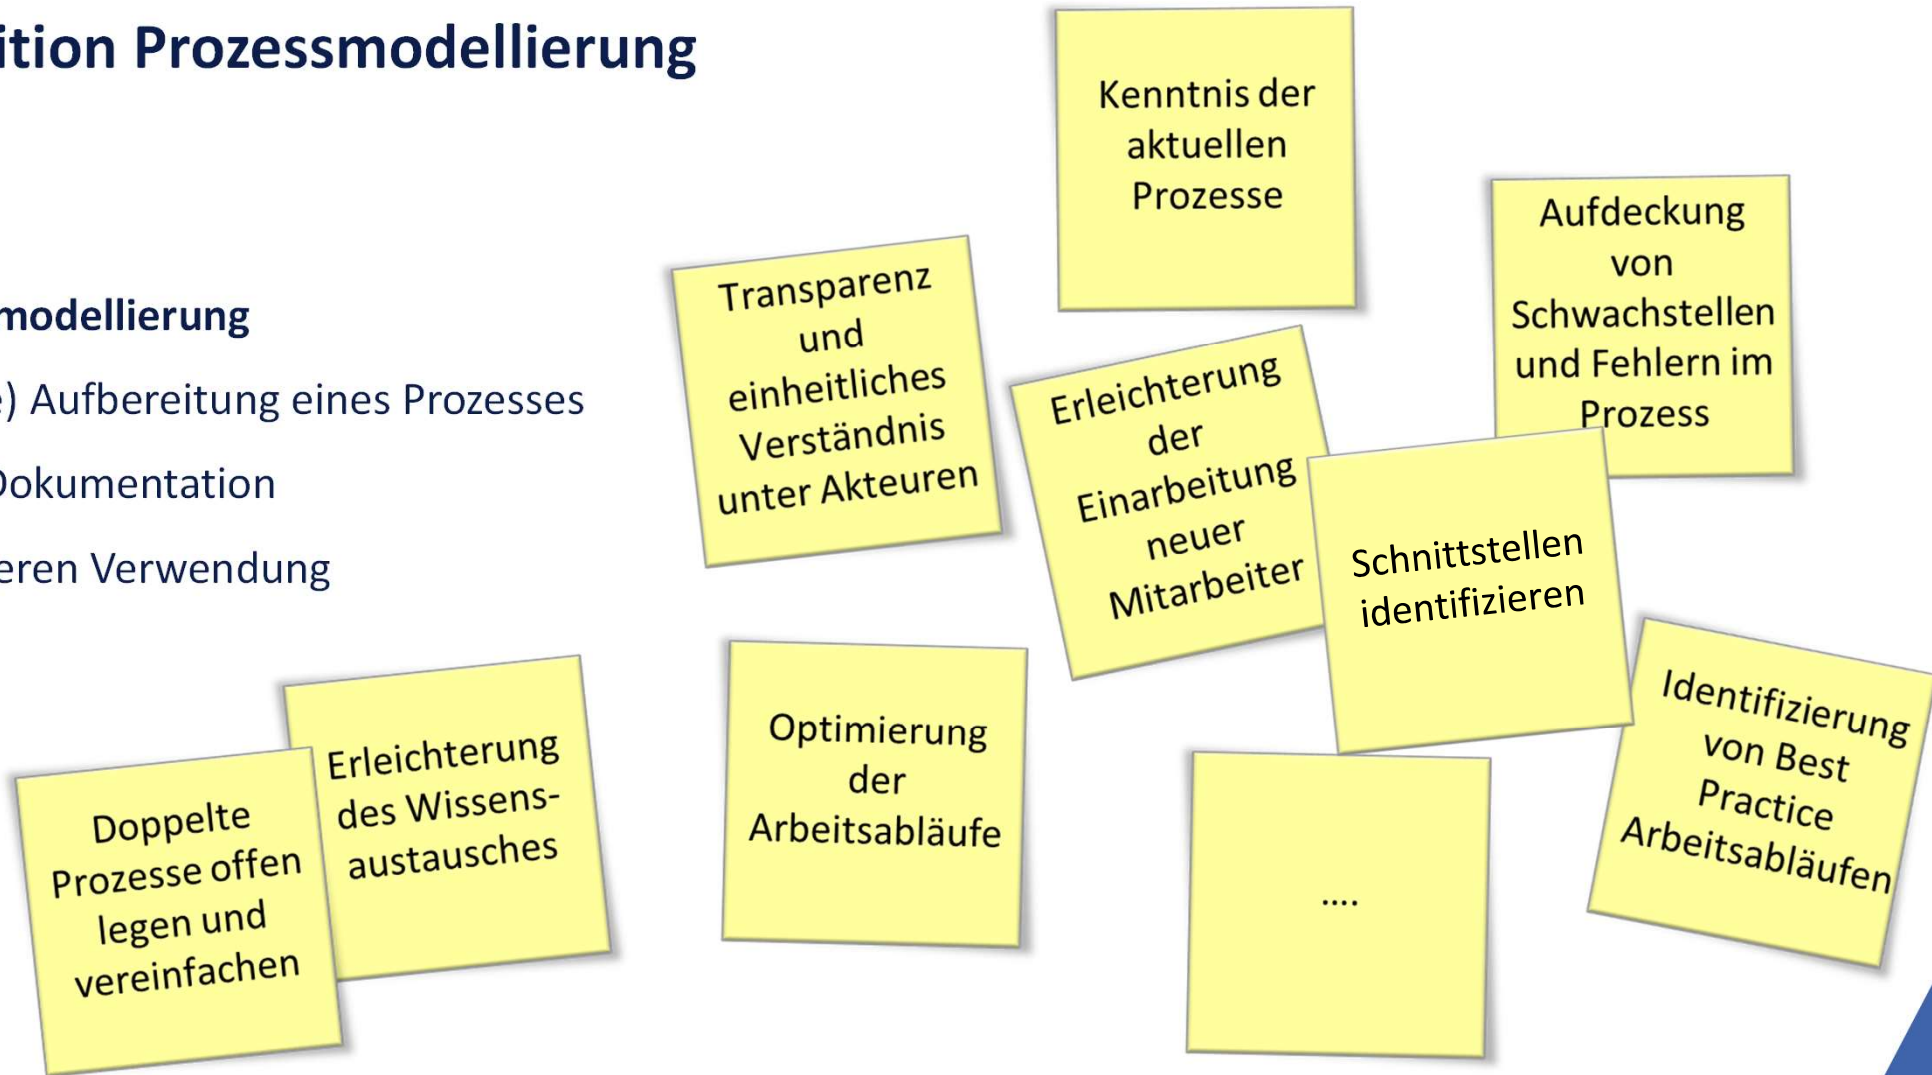 ition Prozessmodellierung
modellierung
e) Aufbereitung eines Prozesses
Dokumentation
eren Verwendung
Kenntnis der
aktuellen
Prozesse
Aufdeckung
von
Schwachstellen
und Fehlern im
Prozess
Transparenz
und
einheitliches
Verständnis
unter Akteuren
Erleichterung
der
Einarbeitung
neuer
Mitarbeiter
Schnittstellen
identifizieren
Identifizierung
von Best
Practice
Arbeitsabläufen
Doppelte
Prozesse offen
legen und
vereinfachen
Erleichterung
des Wissens-
austausches
Optimierung
der
Arbeitsabläufe
....